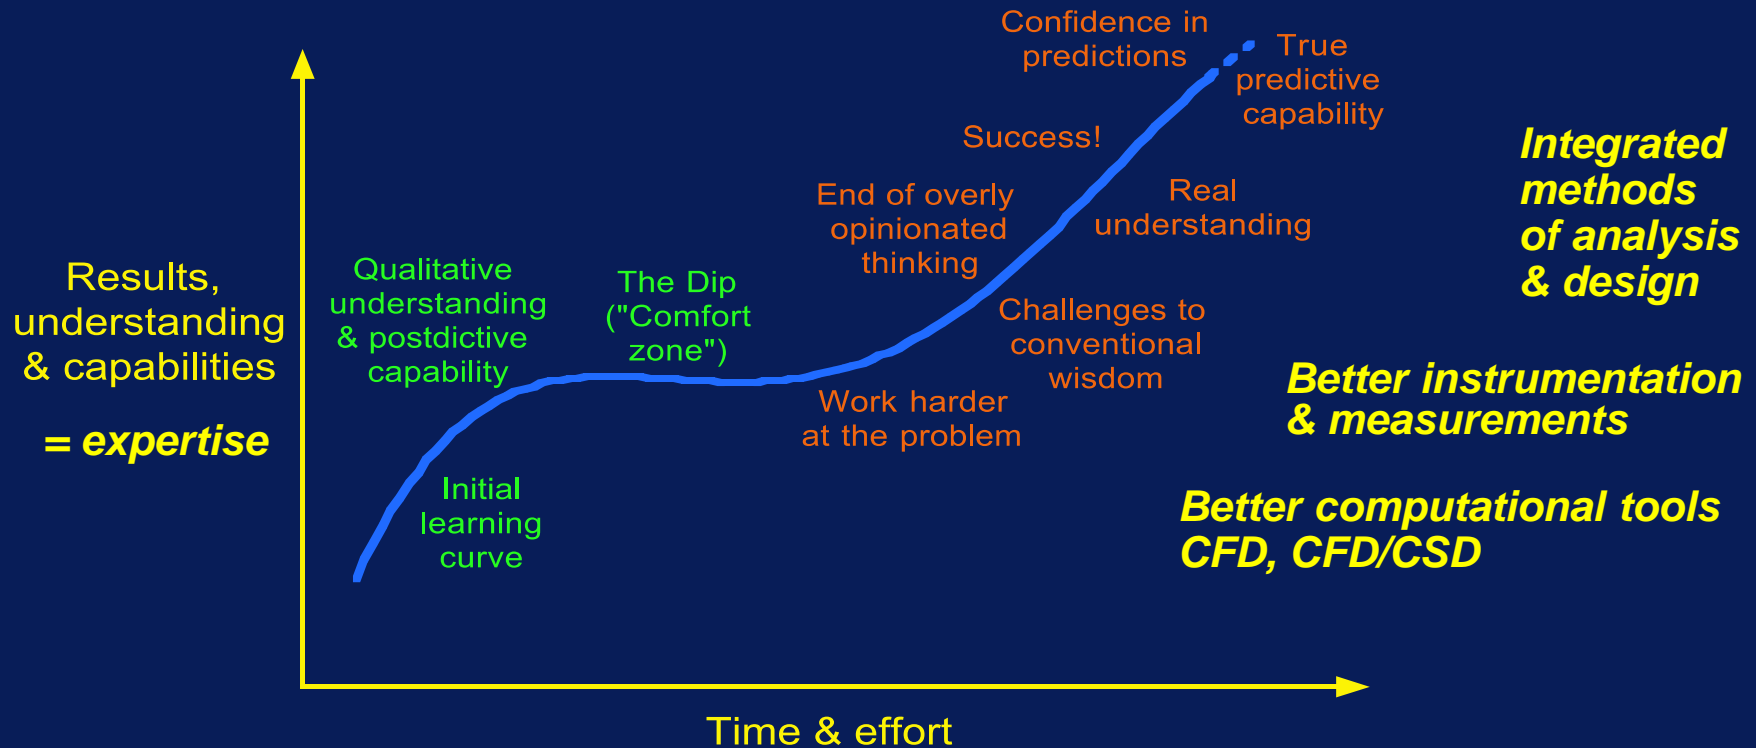 Confidence in
predictions
True
predictive
capability
Success!
Integrated
methods
of analysis
& design
End of overly
opinionated
thinking
Real
understanding
Results,
understanding
& capabilities
= expertise
Qualitative
understanding
& postdictive
capability
The Dip
("Comfort
zone")
Challenges to
conventional
wisdom
Better instrumentation
& measurements
Work harder
at the problem
Initial
learning
curve
Better computational tools
CFD, CFD/CSD
Time & effort